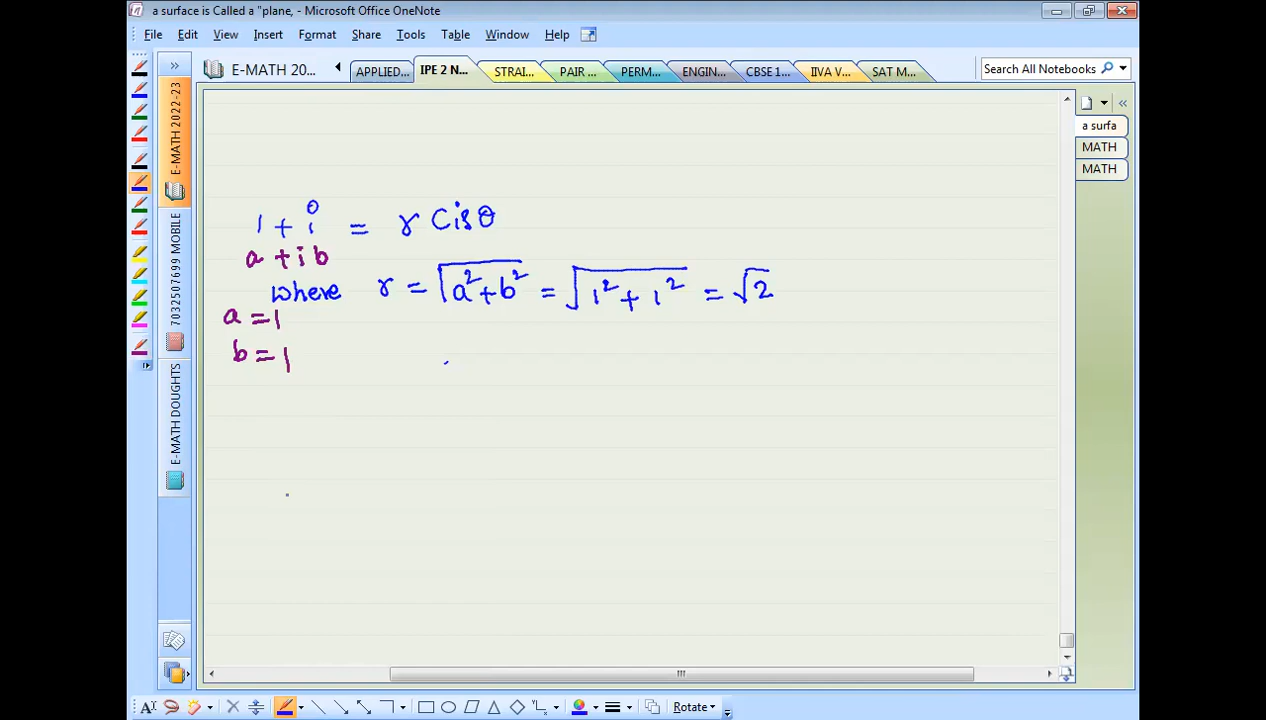 a surface is Called a "plane, - Microsoft Office OneNote
File Edit View Insert Format Share Tools Table Window Help
E-MATH 20... APPLIED... IPE 2 N... STRAI... PAIR ... PERM... ENGIN... CBSE 1... IIVA V... SAT M... Search All Notebooks
a surfa
MATH
MATH
E-MATH 2022-23
7032507699 MOBILE
E-MATH DOUGHTS
1 + i = r Cis θ
a + i b
where r = √a²+b² = √1²+1² = √2
a = 1
b = 1
Rotate